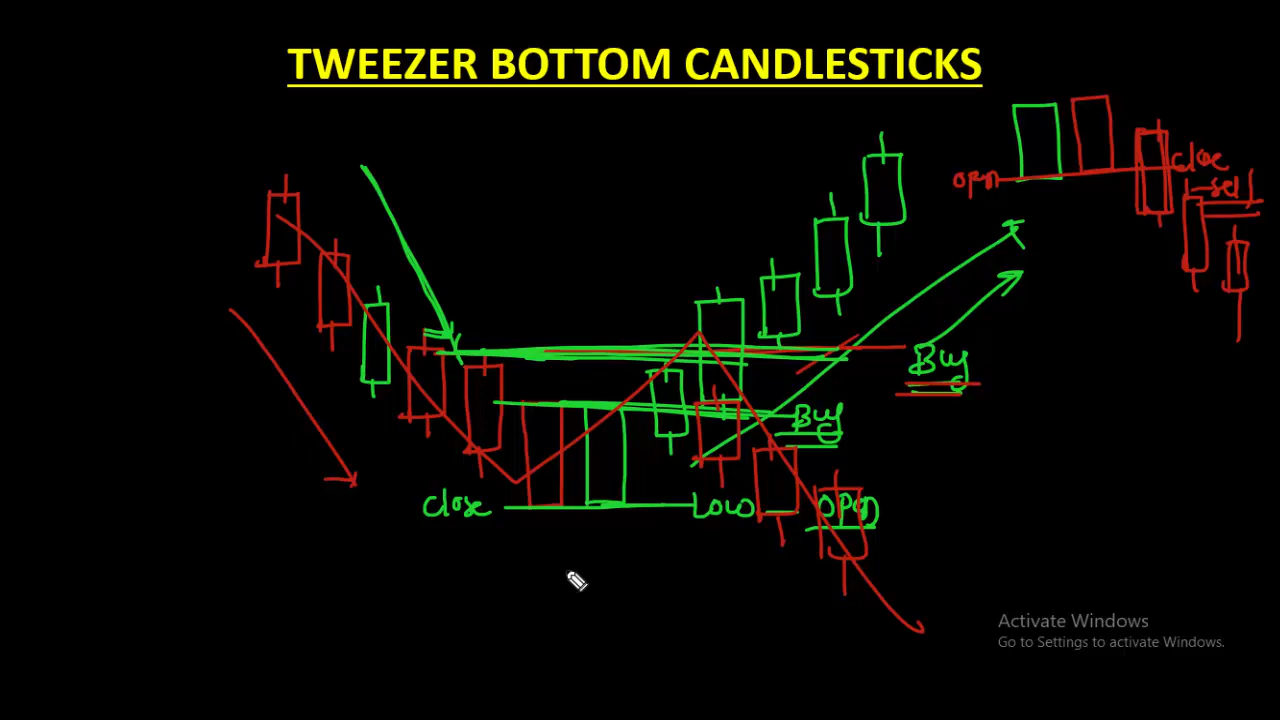 TWEEZER BOTTOM CANDLESTICKS
open
close
sell
Buy
Buy
close
Low
open
Activate Windows
Go to Settings to activate Windows.